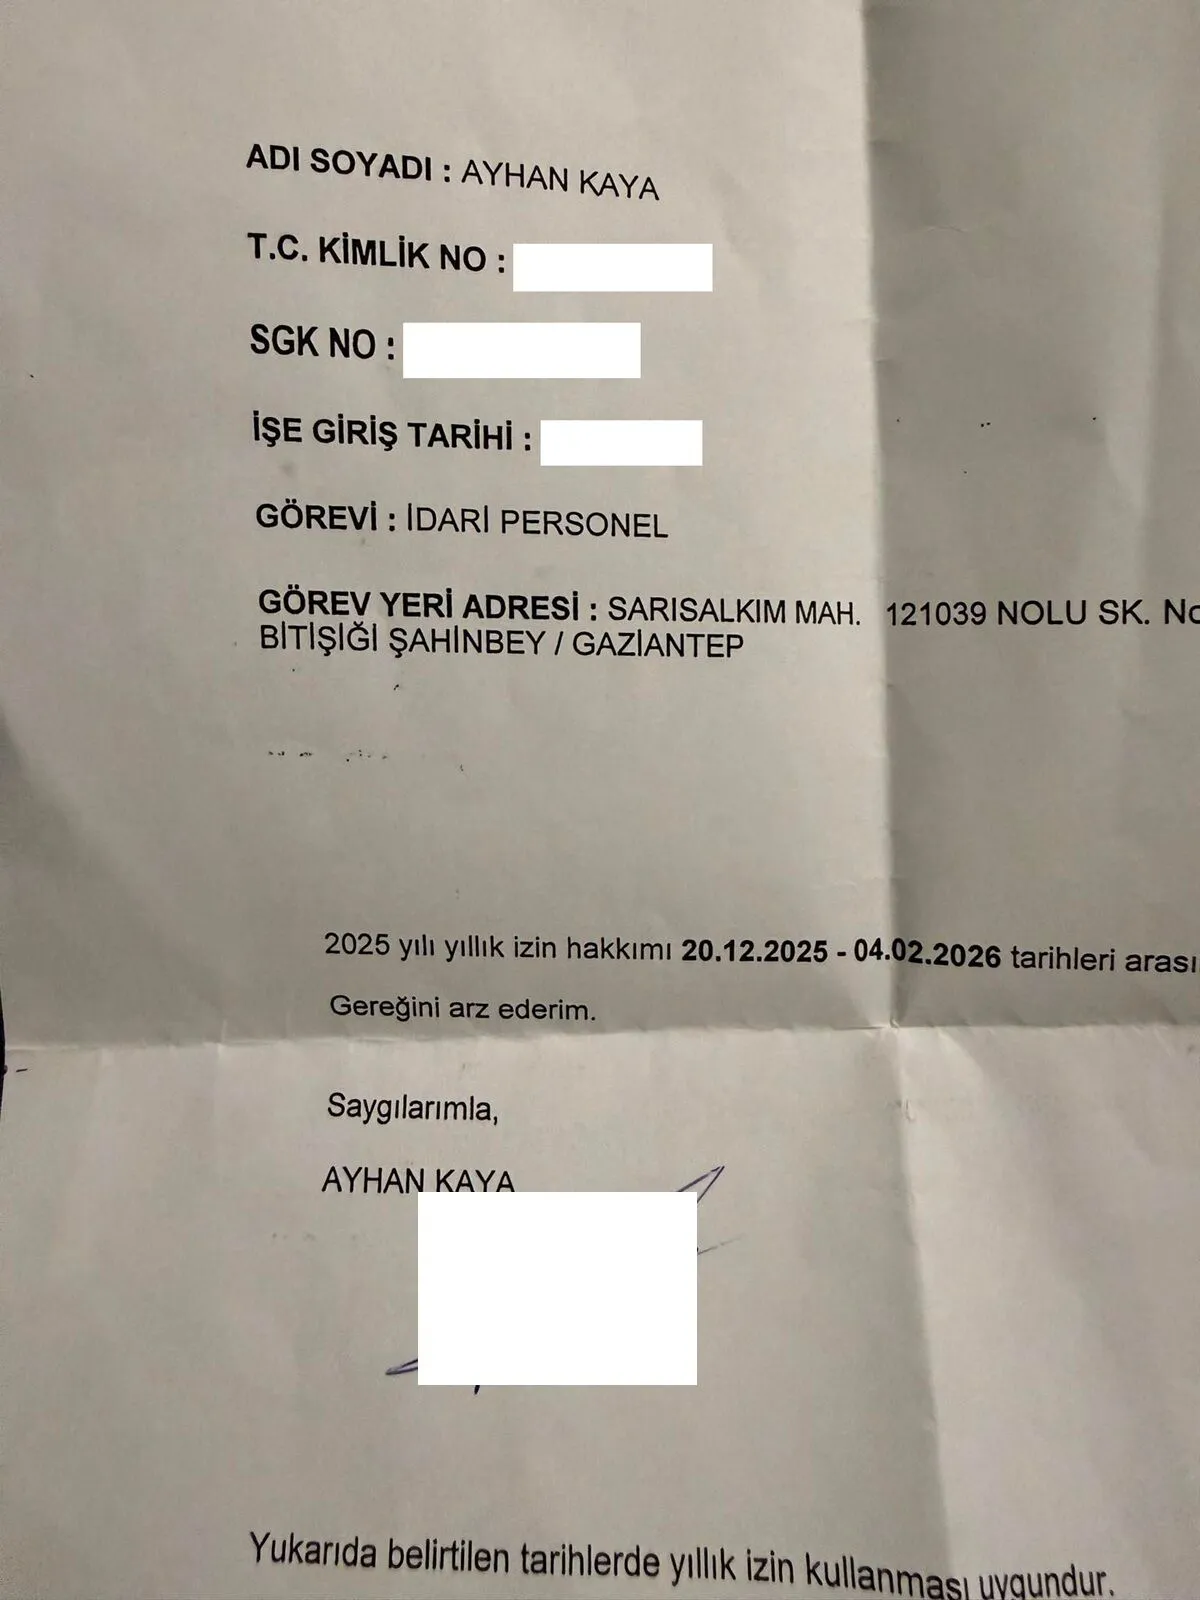 ADI SOYADI : AYHAN KAYA
T.C. KİMLİK NO :
SGK NO :
İŞE GİRİŞ TARİHİ :
GÖREVİ : İDARİ PERSONEL
GÖREV YERİ ADRESİ : SARISALKIM MAH. 121039 NOLU SK. No
BİTİŞİĞİ ŞAHİNBEY / GAZİANTEP
2025 yılı yıllık izin hakkımı 20.12.2025 - 04.02.2026 tarihleri arası
Gereğini arz ederim.
Saygılarımla,
AYHAN KAYA
Yukarıda belirtilen tarihlerde yıllık izin kullanması uygundur.